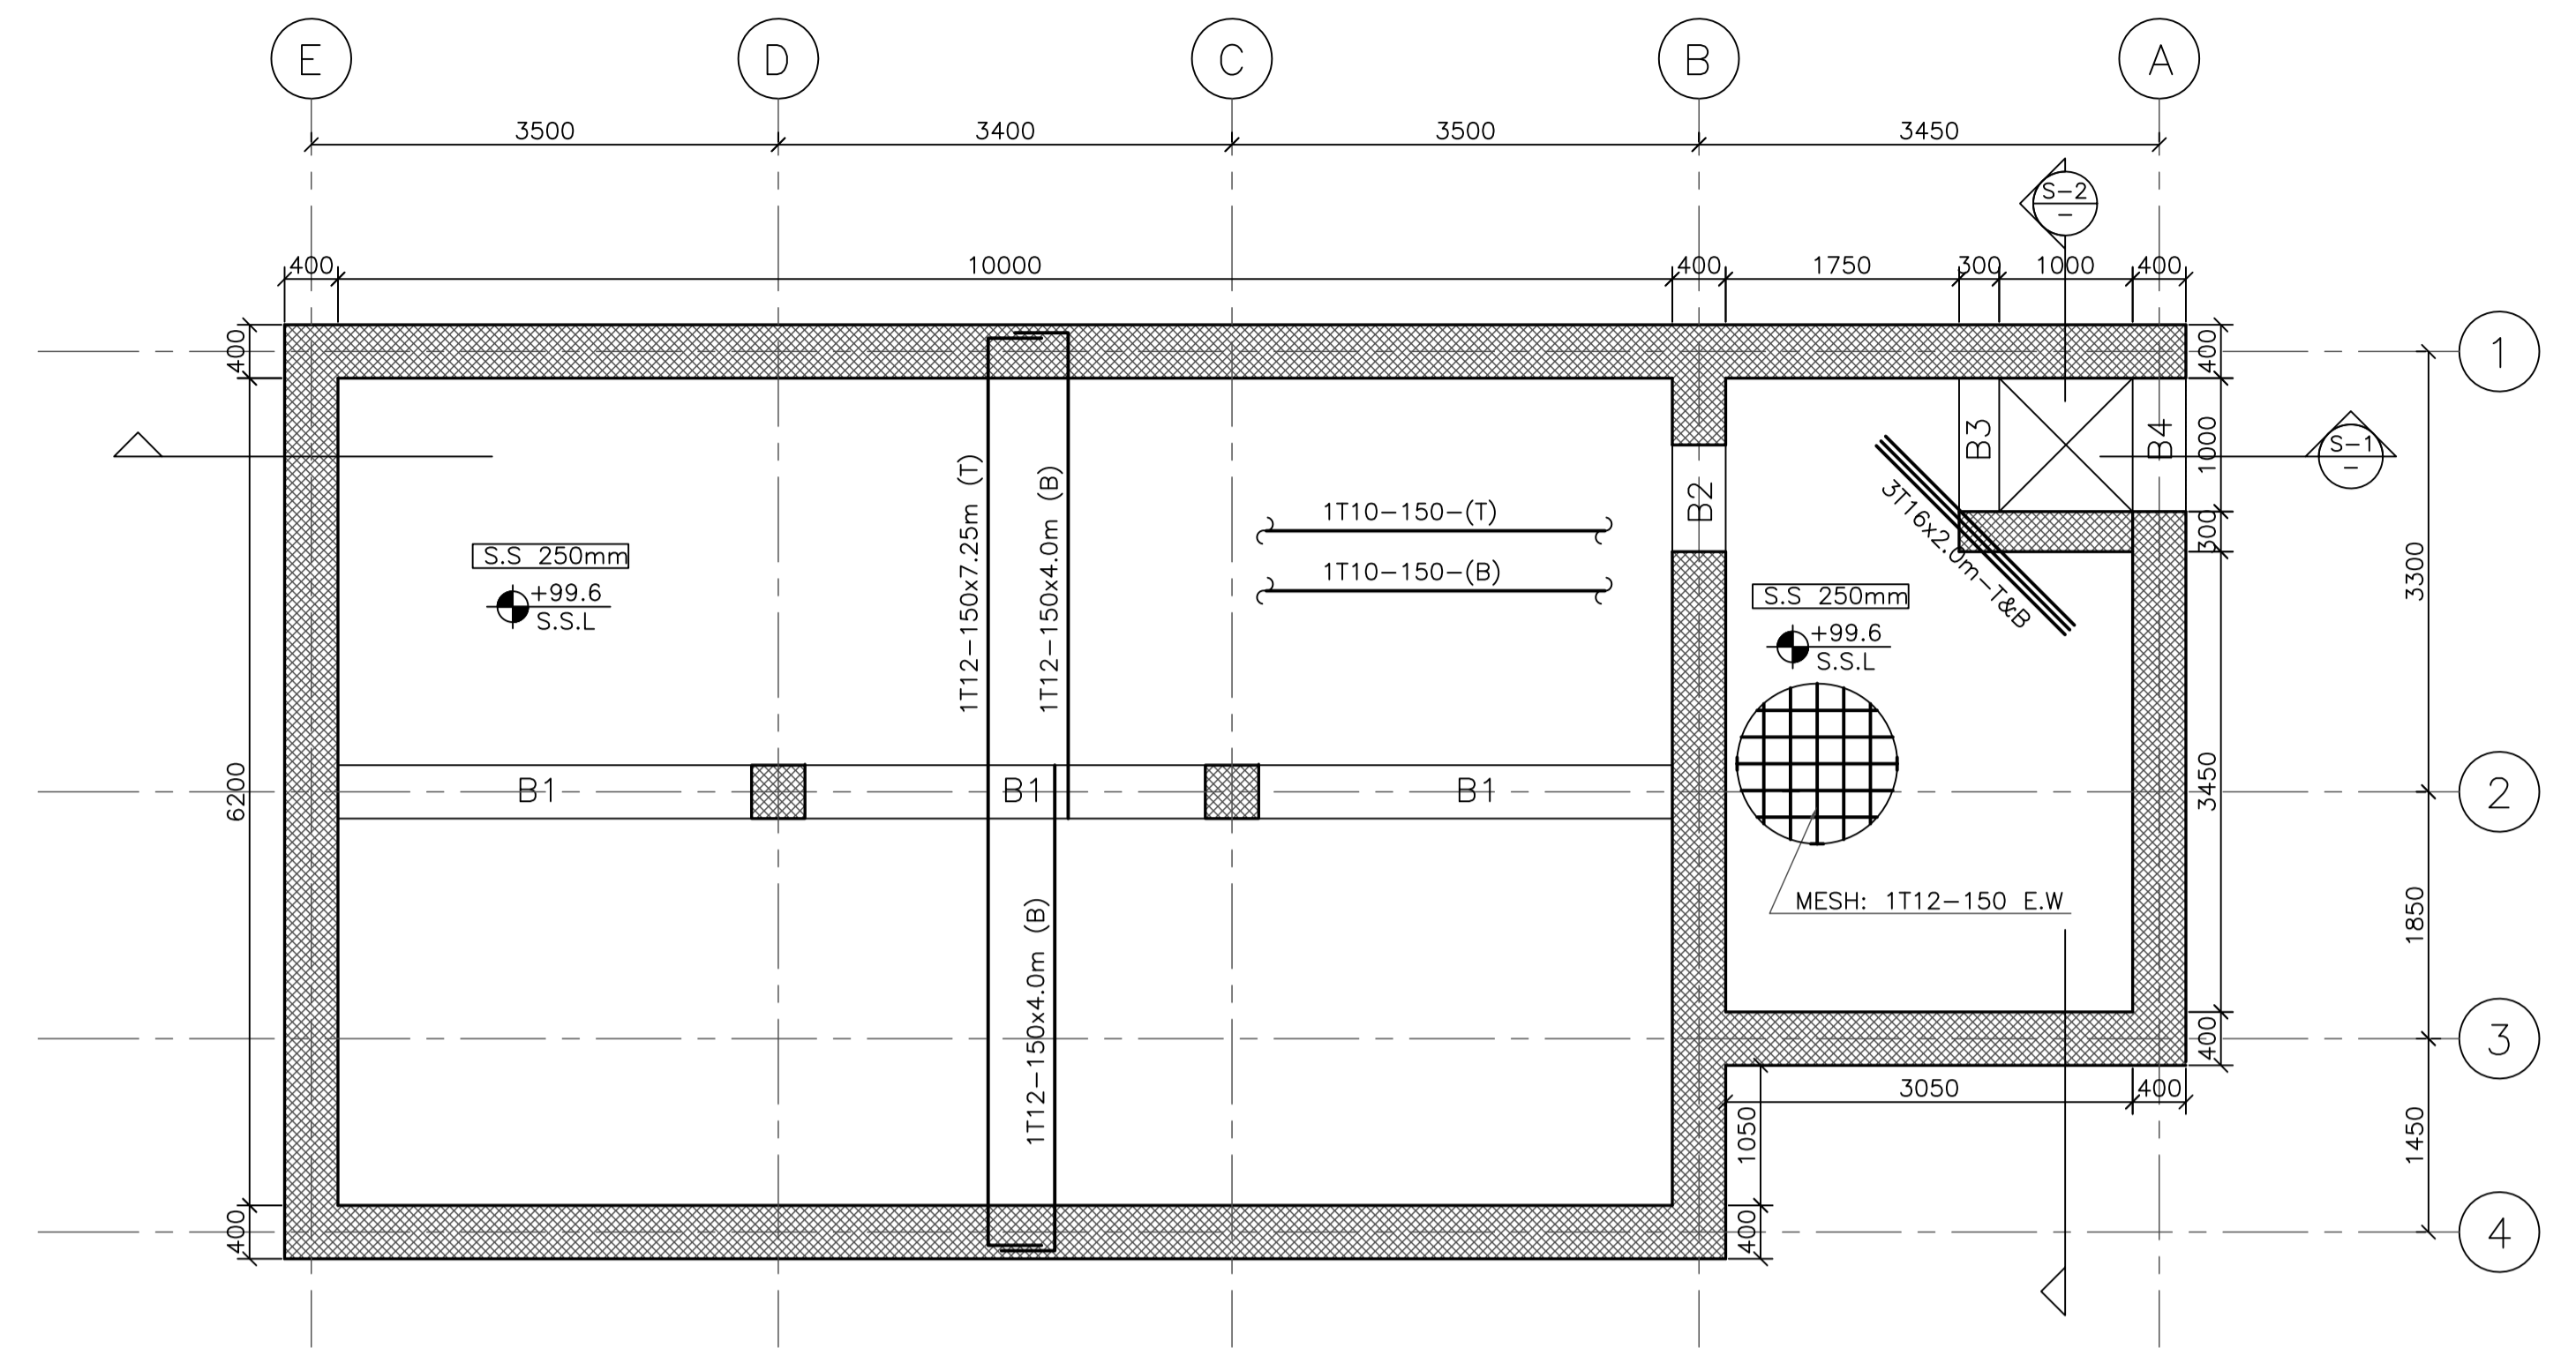 E
D
C
B
A
3500
3400
3500
3450
S-2
-
400
10000
400
1750
300
1000
400
400
400
1
B3
B4
1000
S-1
-
1T12-150x7.25m (T)
1T12-150x4.0m (B)
1T10-150-(T)
B2
3T16x2.0m-T&B
300
S.S 250mm
1T10-150-(B)
3300
+99.6
S.S.L
S.S 250mm
+99.6
S.S.L
6200
B1
B1
B1
3450
2
MESH: 1T12-150 E.W
1850
1T12-150x4.0m (B)
400
3
3050
400
1050
1450
400
400
4